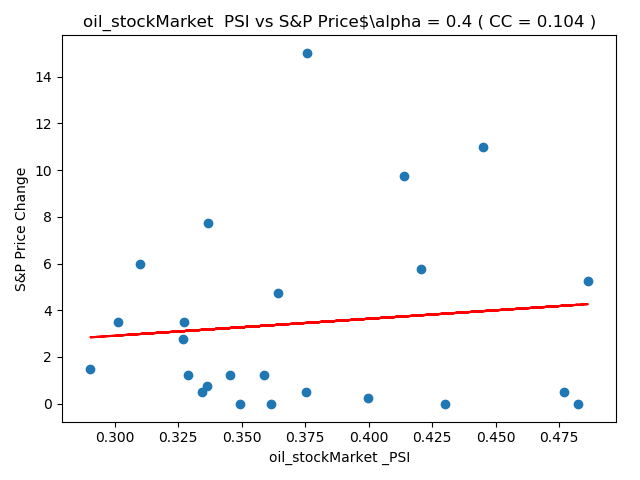 oil_stockMarket  PSI vs S&P Price$\alpha = 0.4 ( CC = 0.104 )
S&P Price Change
14
12
10
8
6
4
2
0
0.300 0.325 0.350 0.375 0.400 0.425 0.450 0.475
oil_stockMarket _PSI